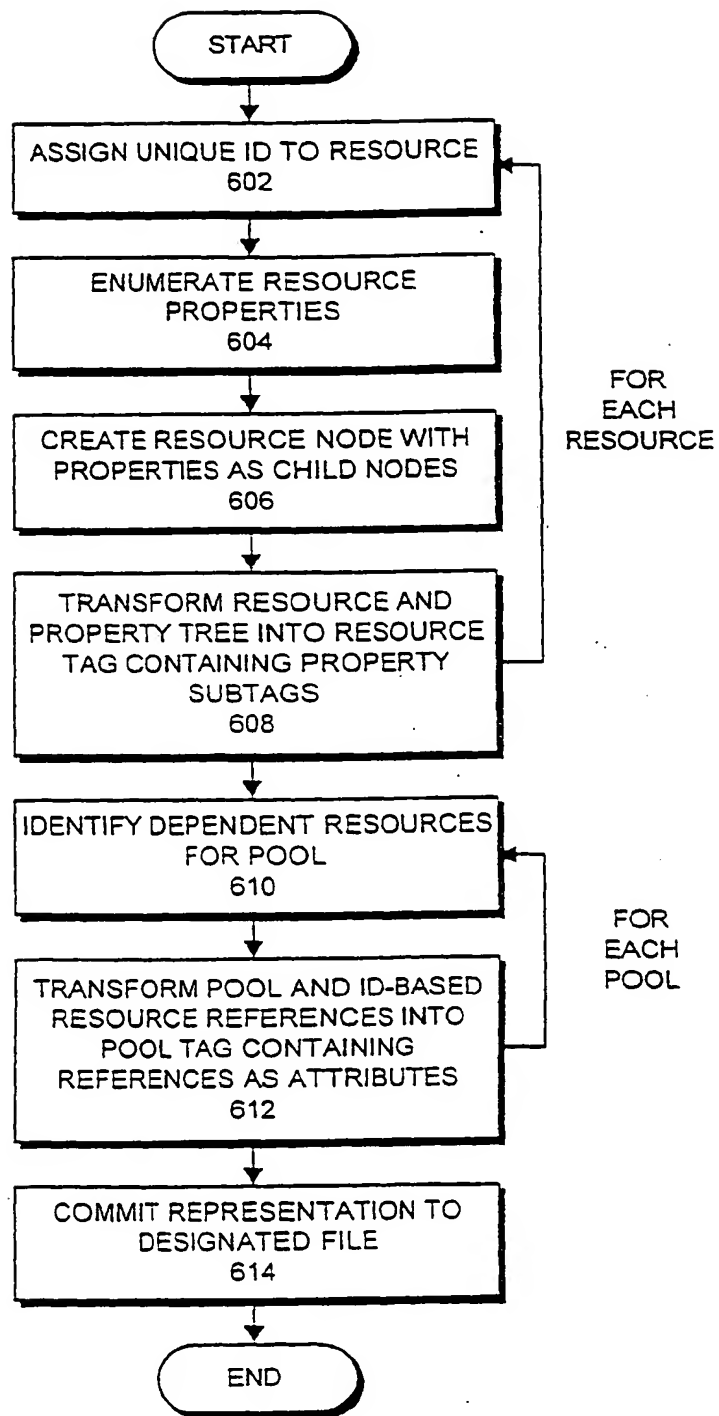 START
ASSIGN UNIQUE ID TO RESOURCE
602
ENUMERATE RESOURCE
PROPERTIES
604
CREATE RESOURCE NODE WITH
PROPERTIES AS CHILD NODES
606
TRANSFORM RESOURCE AND
PROPERTY TREE INTO RESOURCE
TAG CONTAINING PROPERTY
SUBTAGS
608
FOR
EACH
RESOURCE
IDENTIFY DEPENDENT RESOURCES
FOR POOL
610
TRANSFORM POOL AND ID-BASED
RESOURCE REFERENCES INTO
POOL TAG CONTAINING
REFERENCES AS ATTRIBUTES
612
FOR
EACH
POOL
COMMIT REPRESENTATION TO
DESIGNATED FILE
614
END